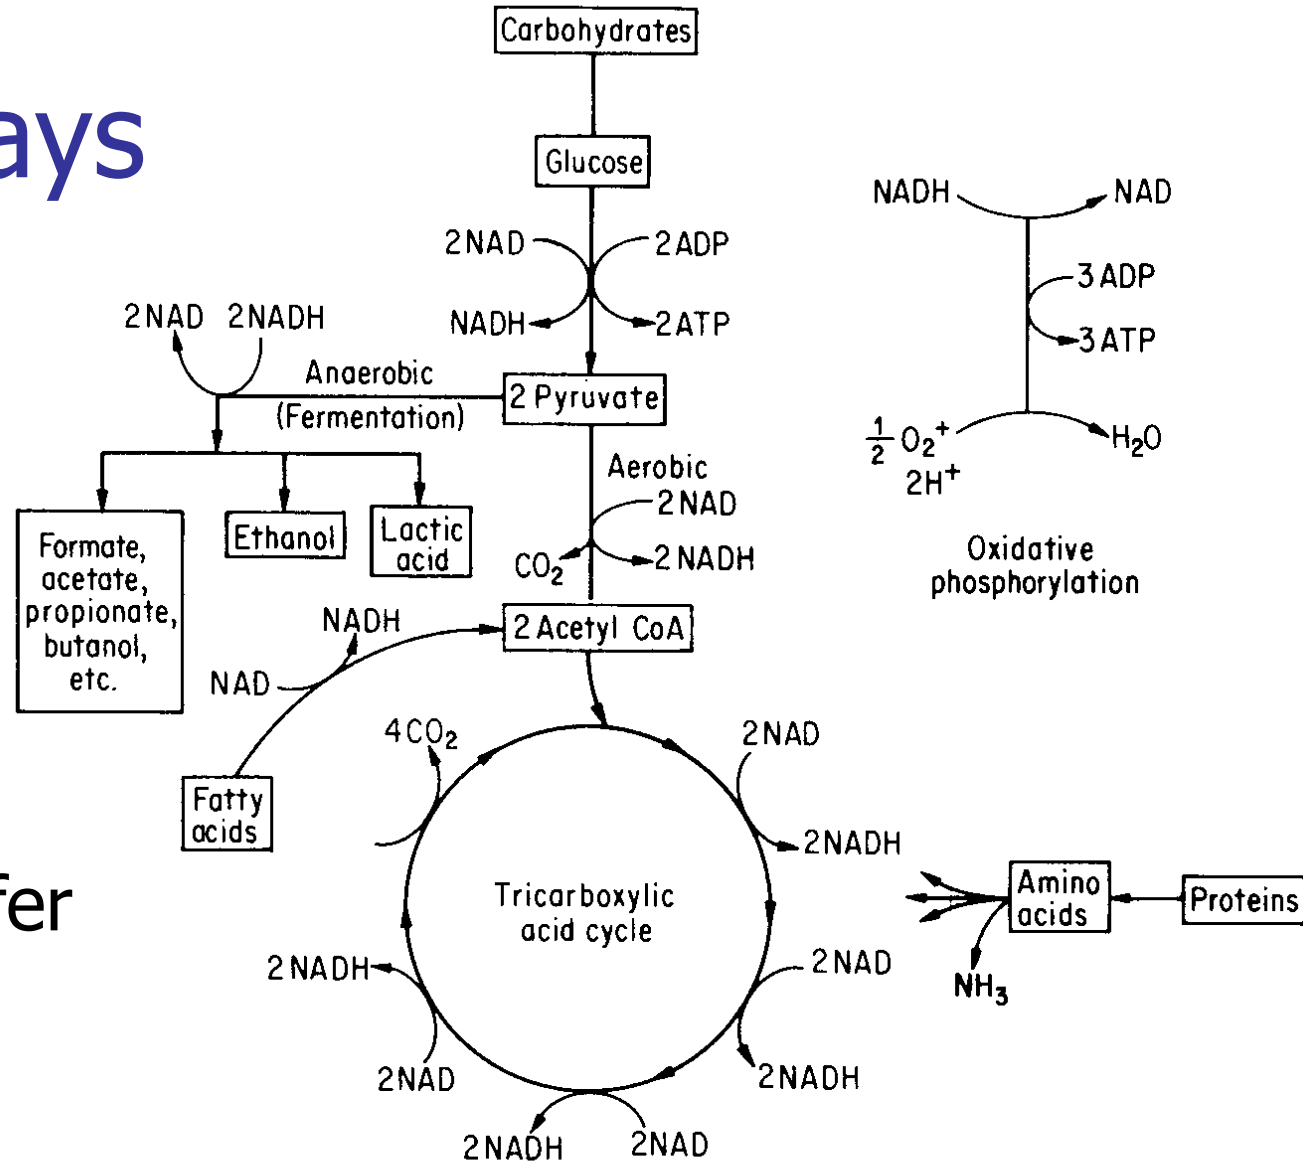 Carbohydrates
ays
Glucose
NADH
NAD
2NAD
2ADP
3ADP
2NAD 2NADH
NADH
2ATP
3ATP
Anaerobic
(Fermentation)
2 Pyruvate
½ O₂⁺
2H⁺
H₂O
Aerobic
2NAD
CO₂
2 NADH
Oxidative
phosphorylation
Formate,
acetate,
propionate,
butanol,
etc.
Ethanol
Lactic
acid
NADH
NAD
2 Acetyl CoA
4CO₂
2NAD
Fatty
acids
2NADH
fer
Tricarboxylic
acid cycle
Amino
acids
Proteins
NH₃
2NADH
2NAD
2NAD
2NADH
2NADH
2NAD